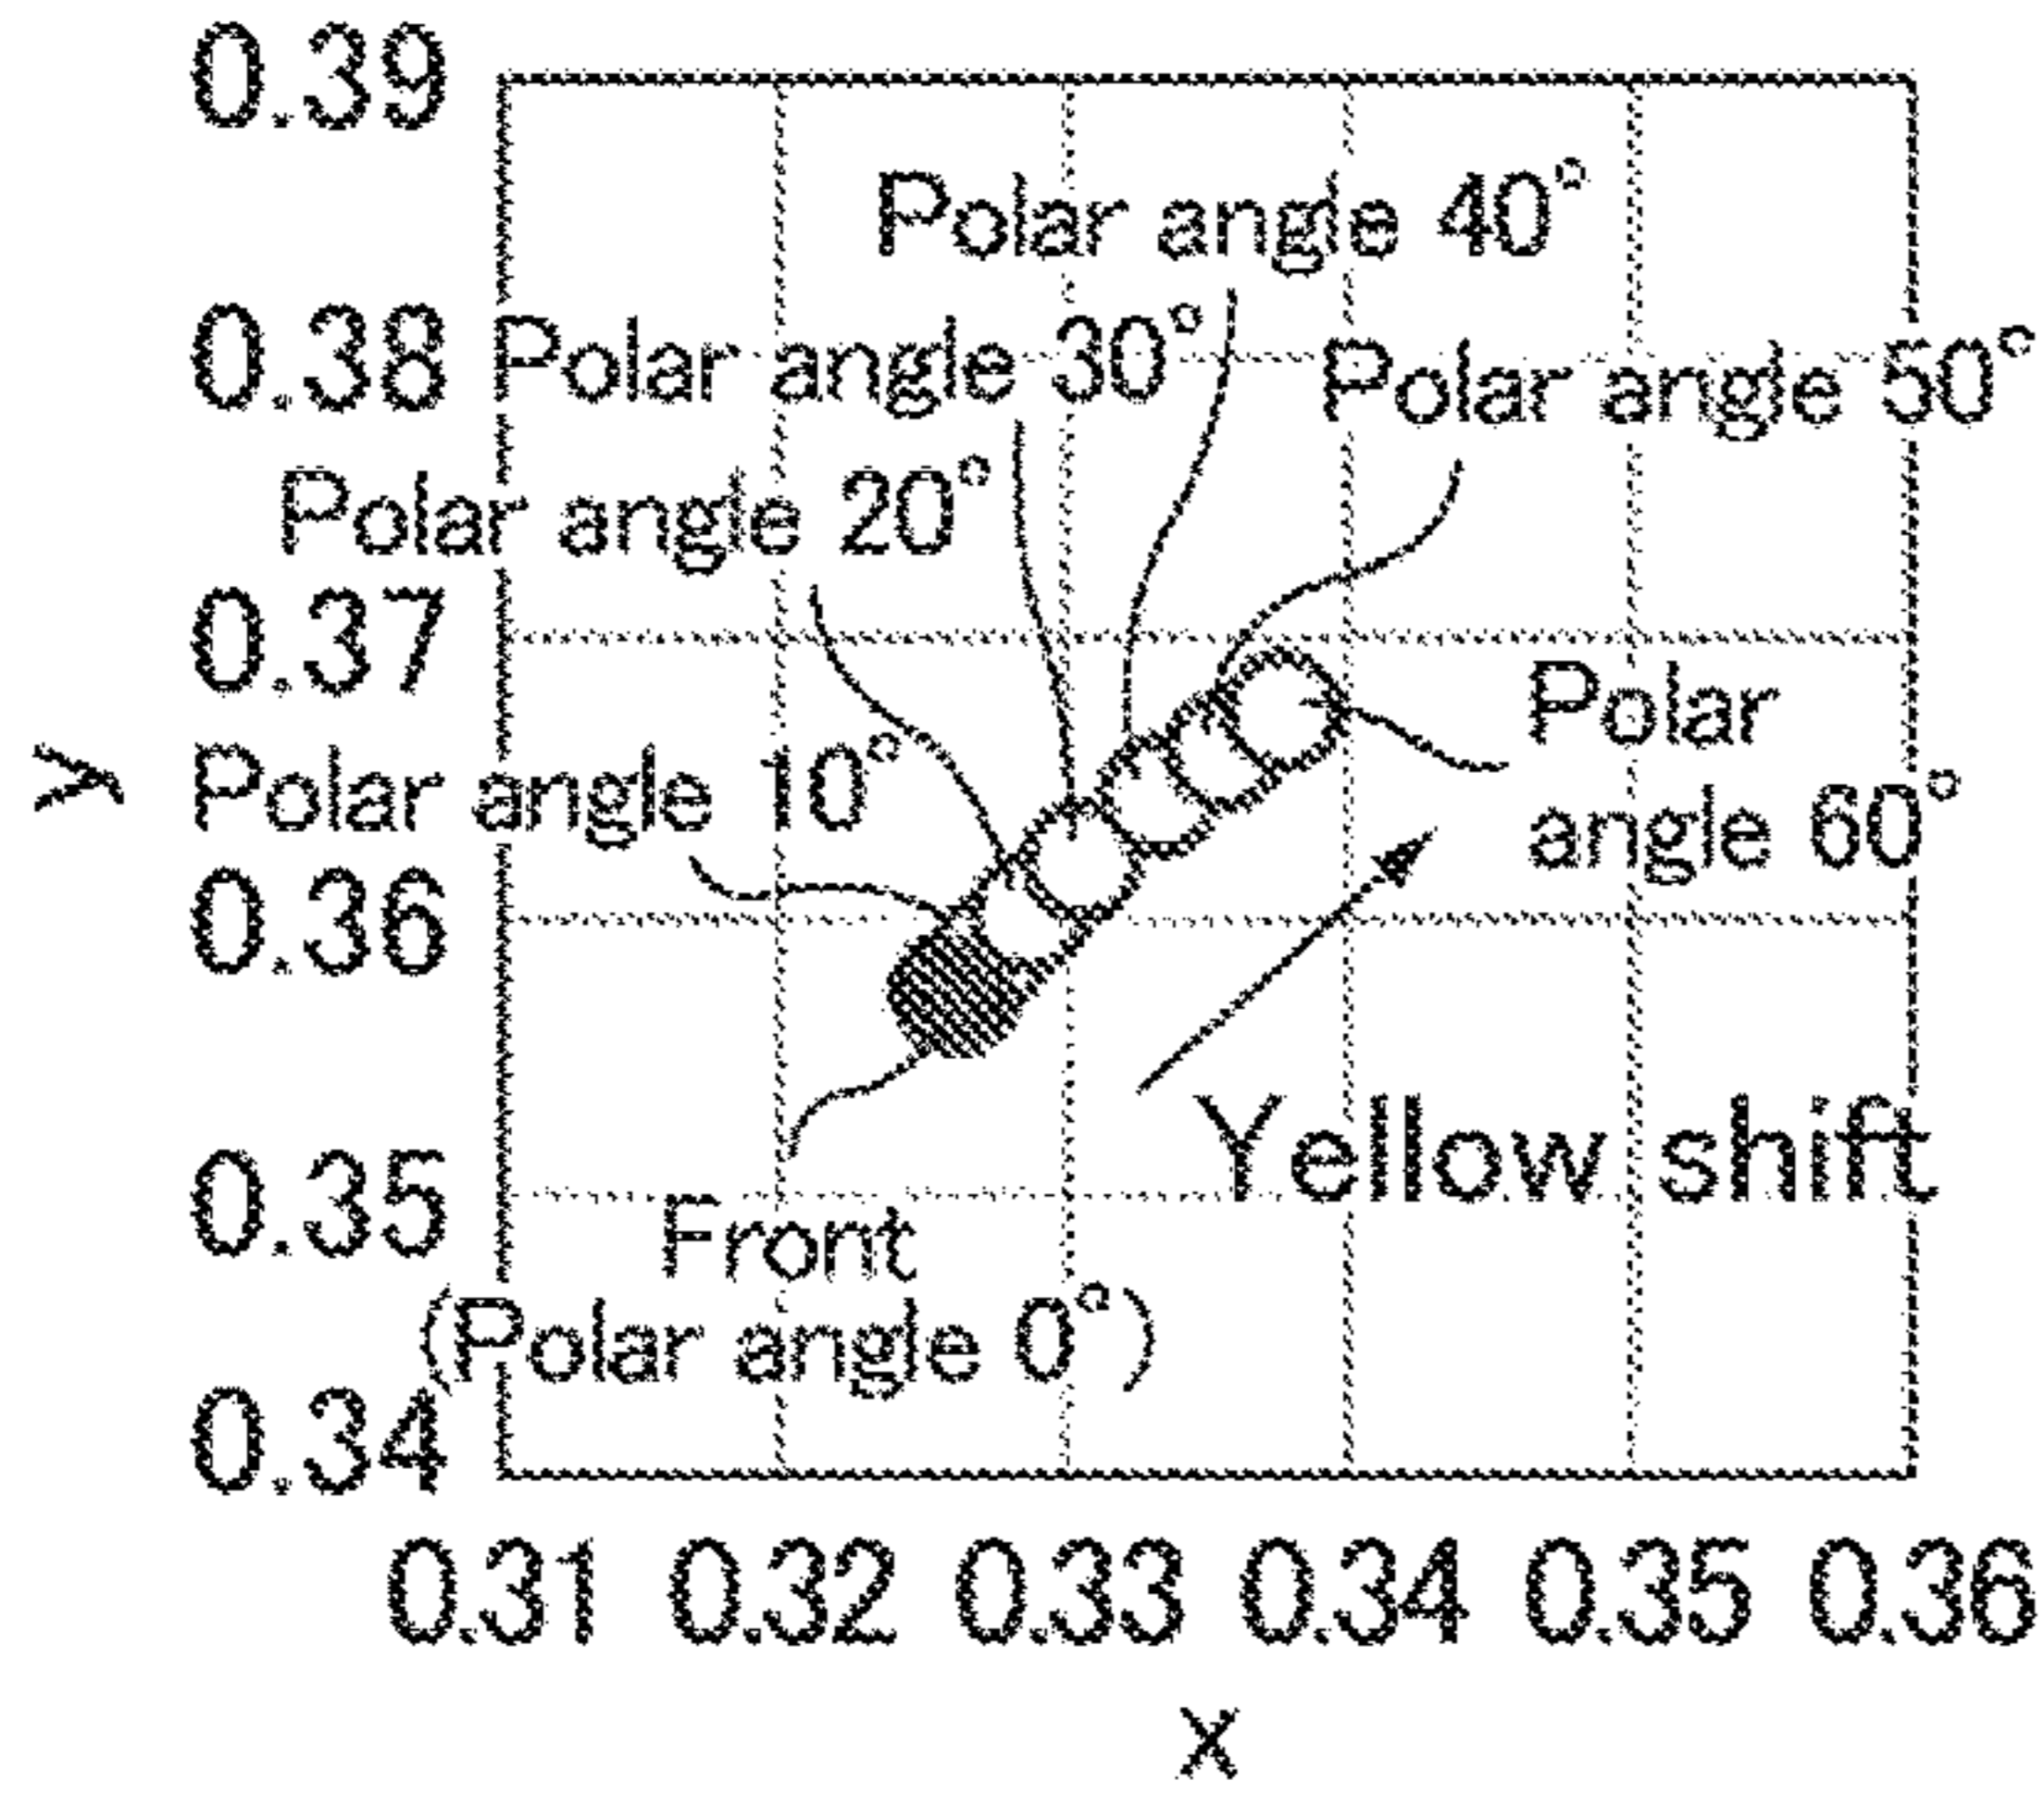 0.39
Polar angle 40°
0.38
Polar angle 30°
Polar angle 50°
Polar angle 20°
0.37
Polar
angle 60°
y
Polar angle 10°
0.36
Yellow shift
0.35
Front
(Polar angle 0°)
0.34
0.31 0.32 0.33 0.34 0.35 0.36
x